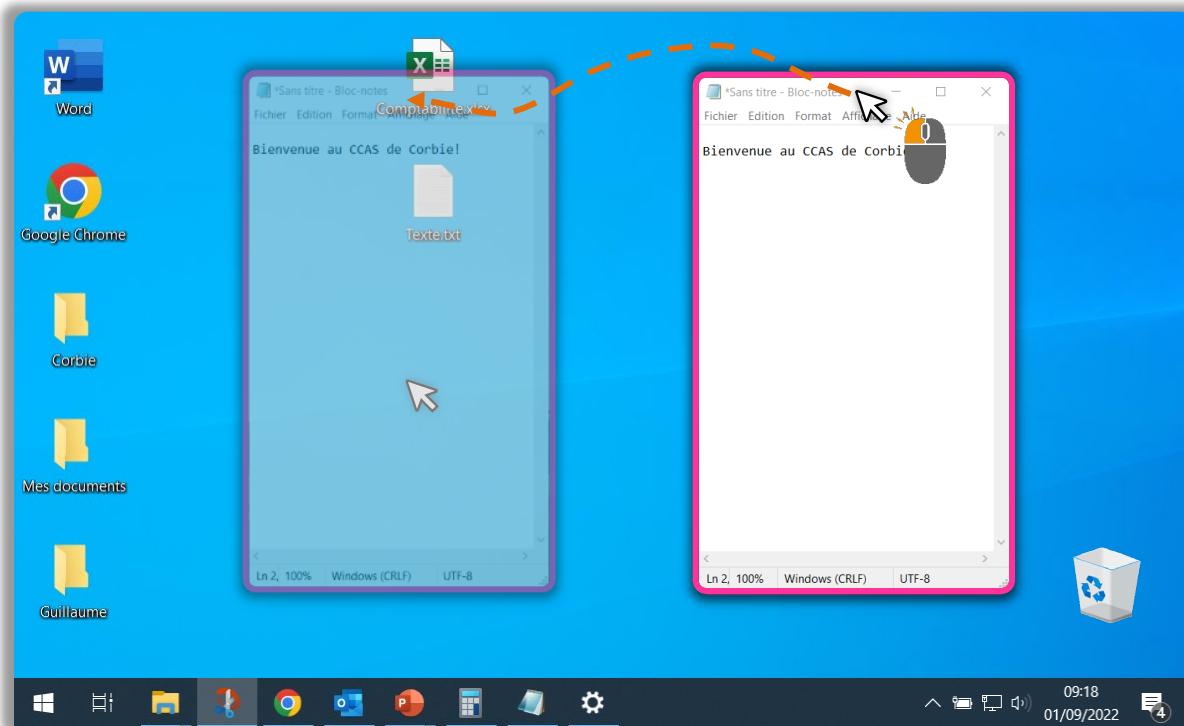 Word
Google Chrome
Corbie
Mes documents
Guillaume
Comptabilité.xlsx
Texte.txt
*Sans titre - Bloc-notes
Fichier Edition Format Affichage Aide
Bienvenue au CCAS de Corbie!
Ln 2, 100% Windows (CRLF) UTF-8
*Sans titre - Bloc-notes
Fichier Edition Format Affichage Aide
Bienvenue au CCAS de Corbie
Ln 2, 100% Windows (CRLF) UTF-8
09:18
01/09/2022
4